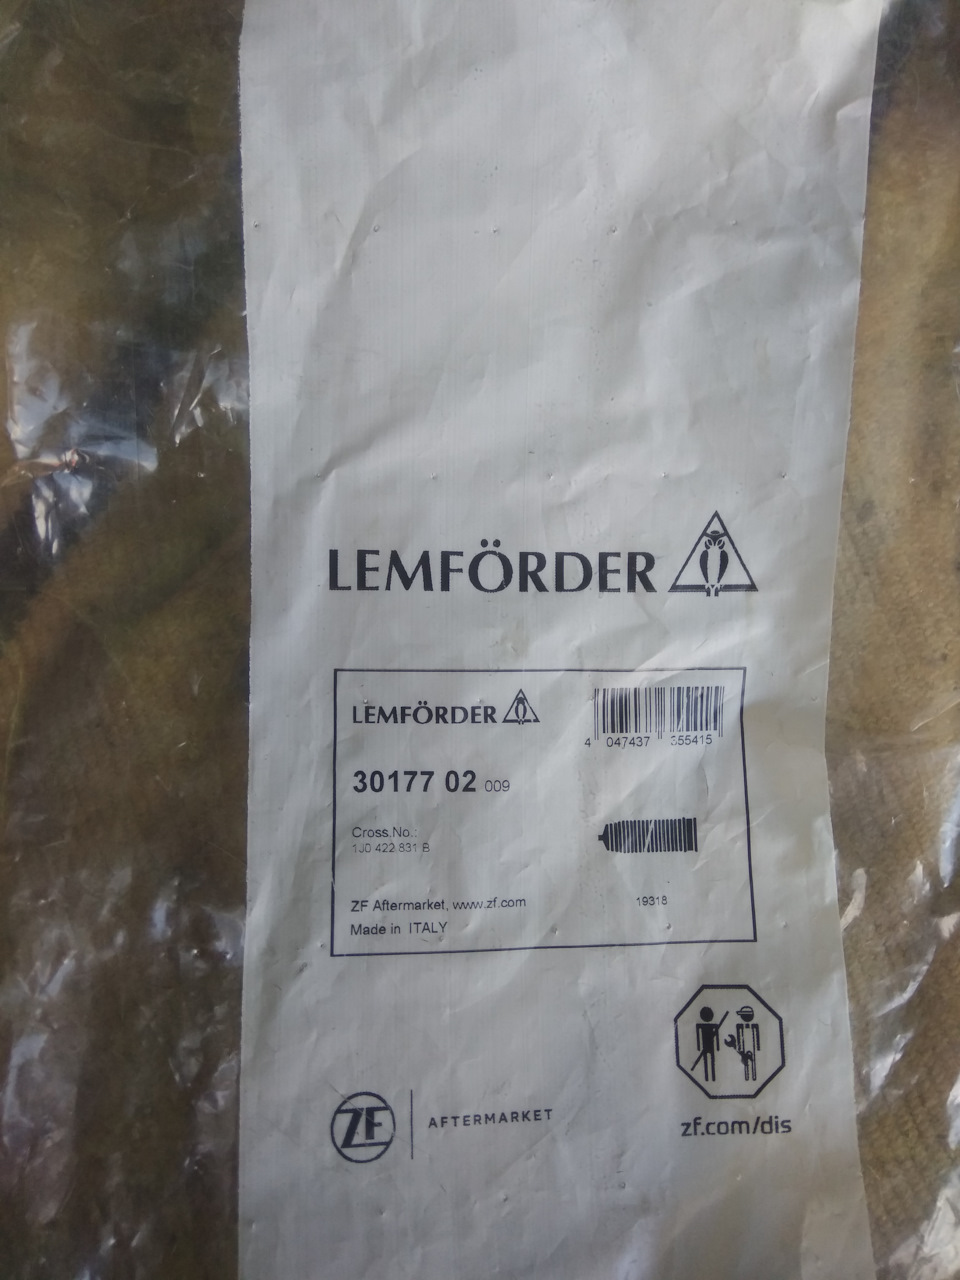 LEMFÖRDER
LEMFÖRDER
4 047437 355415
30177 02 009
Cross.No.:
1J0 422 831 B
ZF Aftermarket, www.zf.com
19318
Made in ITALY
ZF AFTERMARKET
zf.com/dis